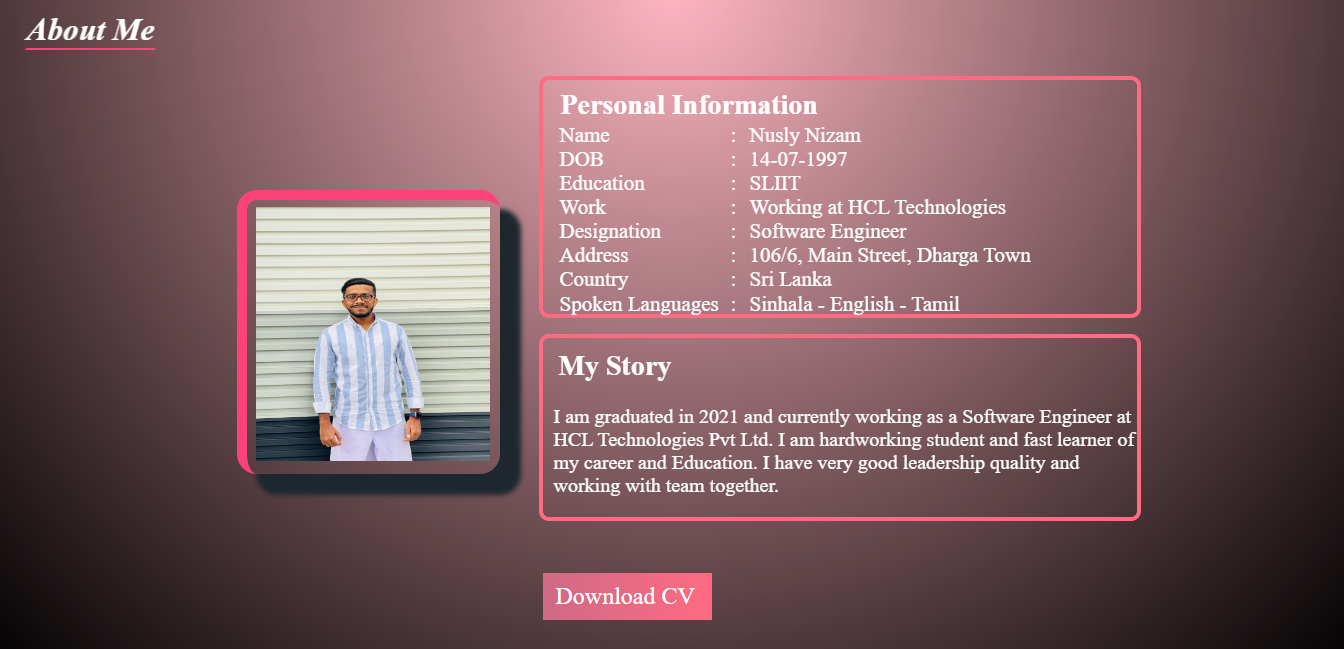 About Me
Personal Information
Name : Nusly Nizam
DOB : 14-07-1997
Education : SLIIT
Work : Working at HCL Technologies
Designation : Software Engineer
Address : 106/6, Main Street, Dharga Town
Country : Sri Lanka
Spoken Languages : Sinhala - English - Tamil
My Story
I am graduated in 2021 and currently working as a Software Engineer at
HCL Technologies Pvt Ltd. I am hardworking student and fast learner of
my career and Education. I have very good leadership quality and
working with team together.
Download CV